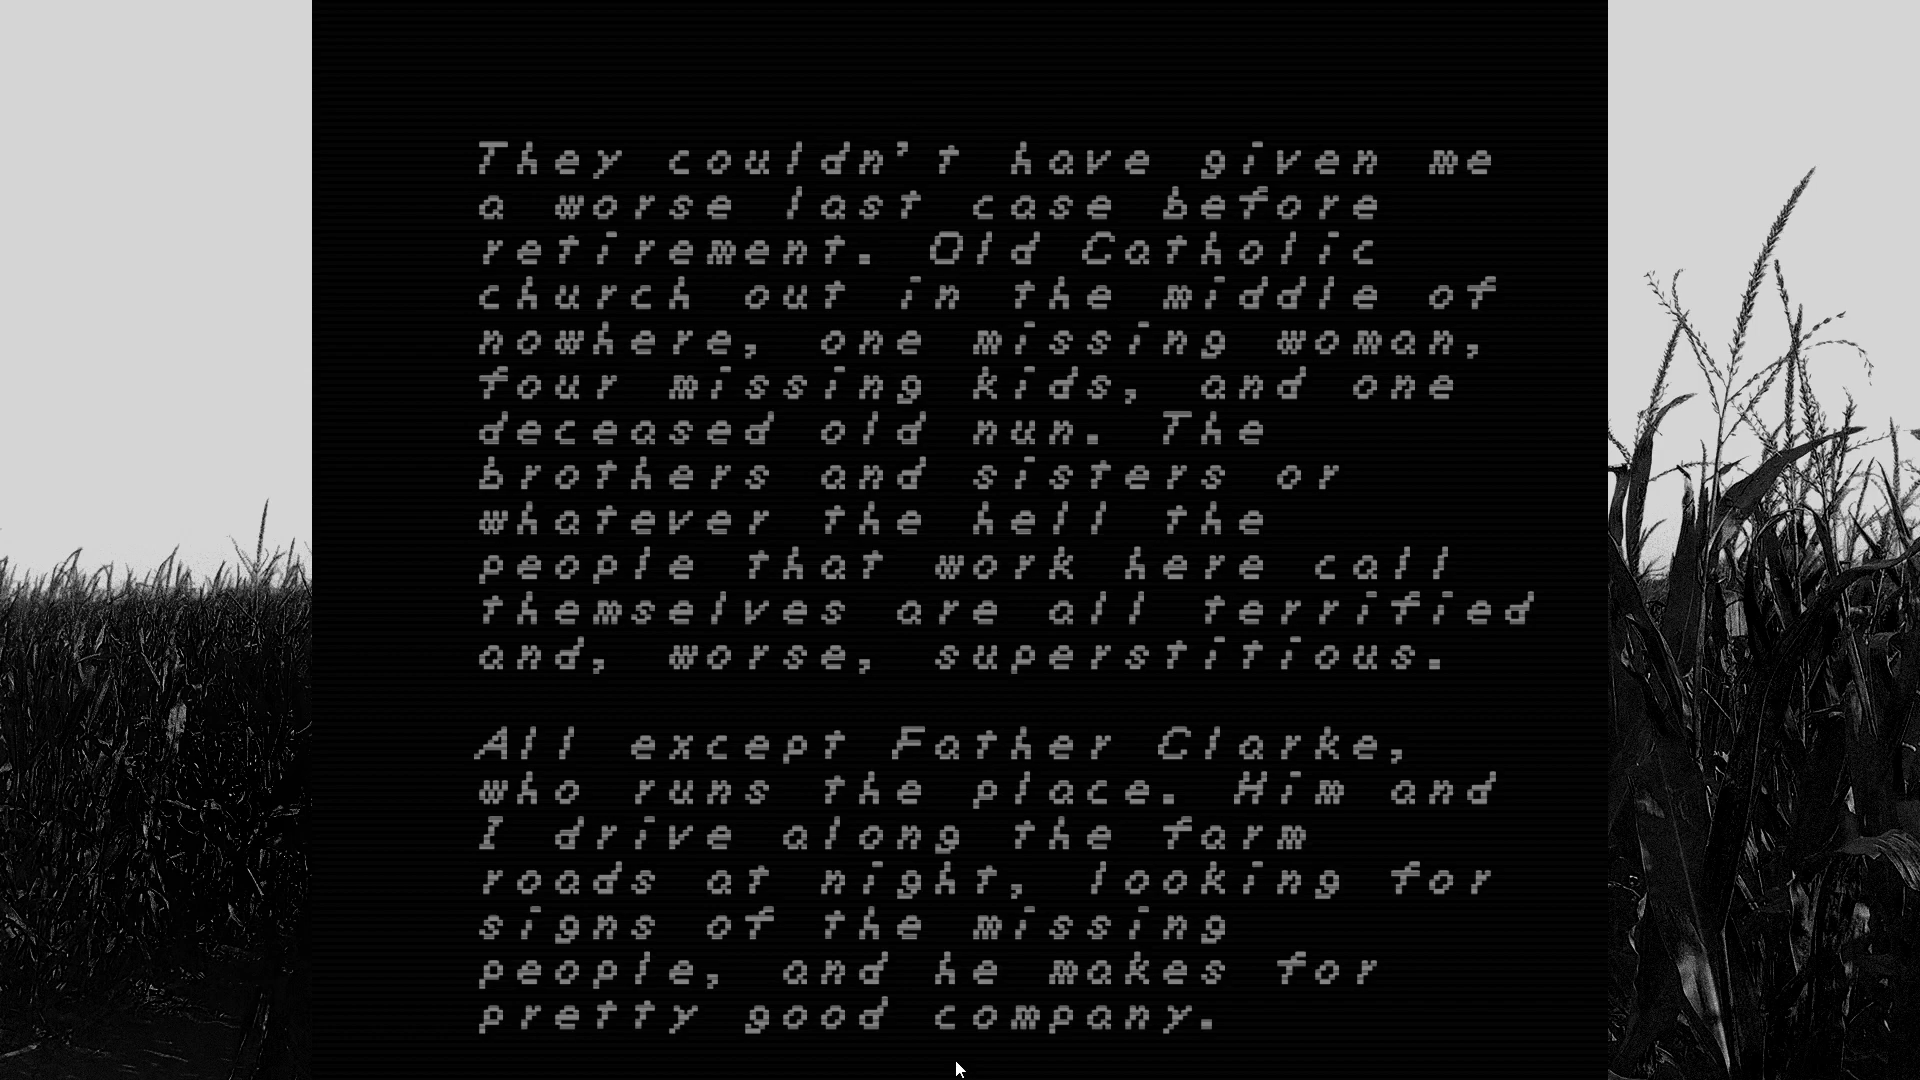 They couldn't have given me
a worse last case before
retirement. Old Catholic
church out in the middle of
nowhere, one missing woman,
four missing kids, and one
deceased old nun. The
brothers and sisters or
whatever the hell the
people that work here call
themselves are all terrified
and, worse, superstitious.
All except Father Clarke,
who runs the place. Him and
I drive along the farm
roads at night, looking for
signs of the missing
people, and he makes for
pretty good company.